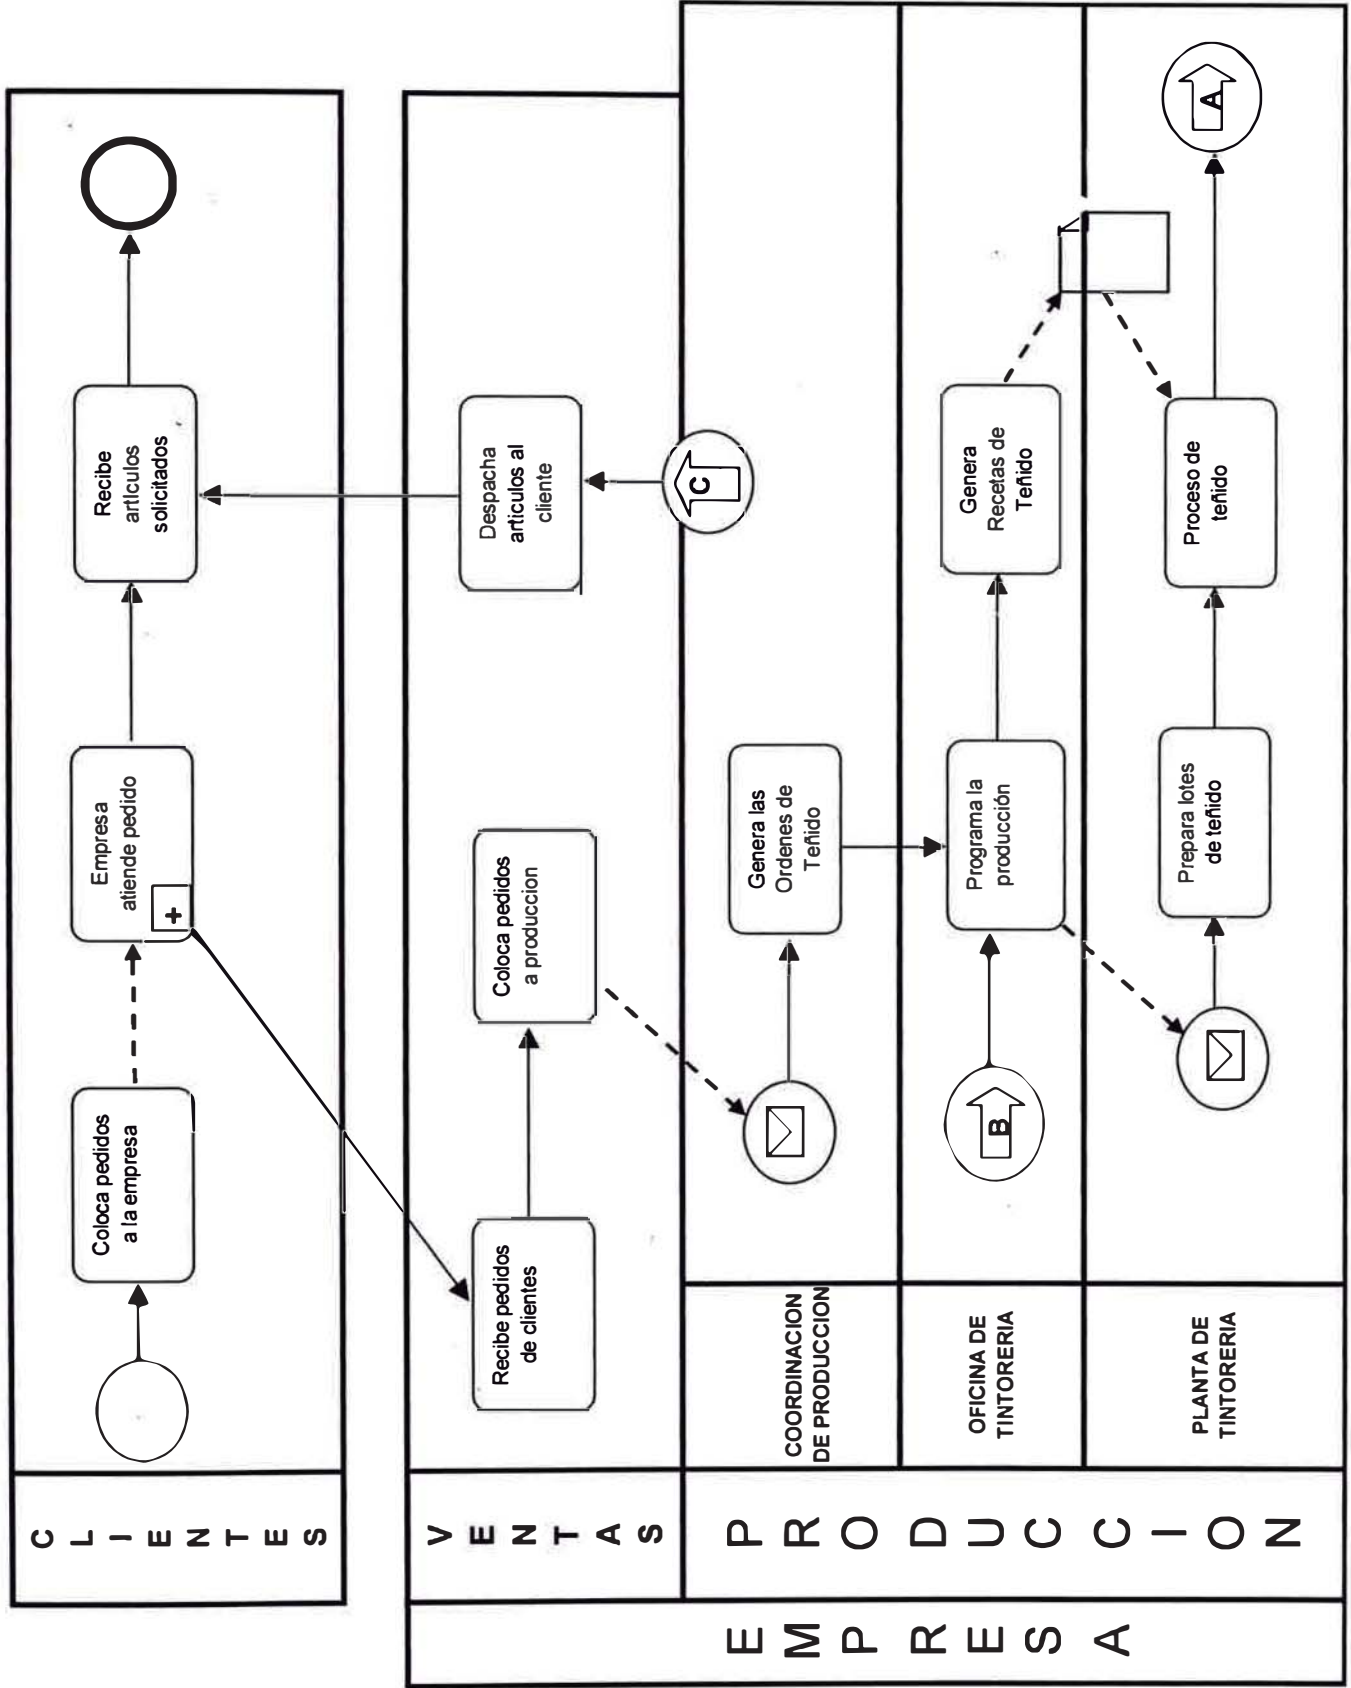 CLIENTES
Coloca pedidos
a la empresa
Empresa
atiende pedido
+
Recibe
artIculos
solicitados
EMPRESA
VENTAS
Recibe pedidos
de clientes
Coloca pedidos
a produccion
Despacha
articulos al
cliente
C
PRODUCCION
COORDINACION
DE PRODUCCION
Genera las
Ordenes de
Teñido
OFICINA DE
TINTORERIA
B
Programa la
producción
Genera
Recetas de
Teñido
PLANTA DE
TINTORERIA
Prepara lotes
de teñido
Proceso de
teñido
A